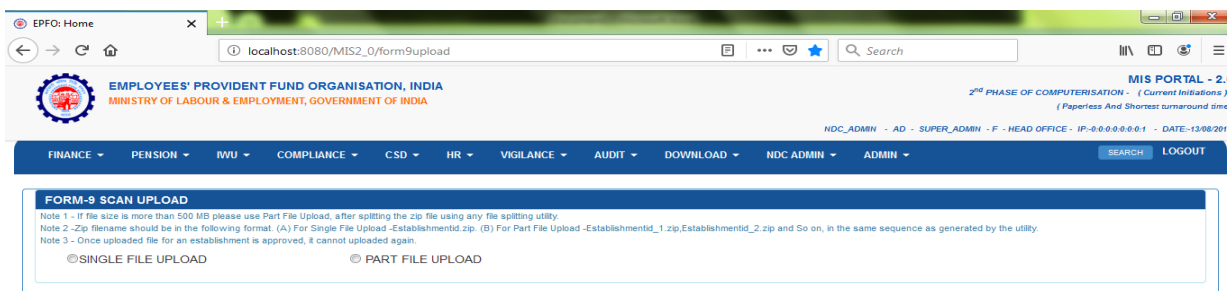 EPFO: Home
localhost:8080/MIS2_0/form9upload
Search
EMPLOYEES' PROVIDENT FUND ORGANISATION, INDIA
MINISTRY OF LABOUR & EMPLOYMENT, GOVERNMENT OF INDIA
MIS PORTAL - 2.
2nd PHASE OF COMPUTERISATION - ( Current Initiations )
( Paperless And Shortest turnaround time
NDC_ADMIN - AD - SUPER_ADMIN - F - HEAD OFFICE - IP:-0:0:0:0:0:0:0:1 - DATE:-13/08/201
FINANCE PENSION IWU COMPLIANCE CSD HR VIGILANCE AUDIT DOWNLOAD NDC ADMIN ADMIN SEARCH LOGOUT
FORM-9 SCAN UPLOAD
Note 1 - If file size is more than 500 MB please use Part File Upload, after splitting the zip file using any file splitting utility.
Note 2 -Zip filename should be in the following format. (A) For Single File Upload -Establishmentid.zip. (B) For Part File Upload -Establishmentid_1.zip,Establishmentid_2.zip and So on, in the same sequence as generated by the utility.
Note 3 - Once uploaded file for an establishment is approved, it cannot uploaded again.
SINGLE FILE UPLOAD PART FILE UPLOAD